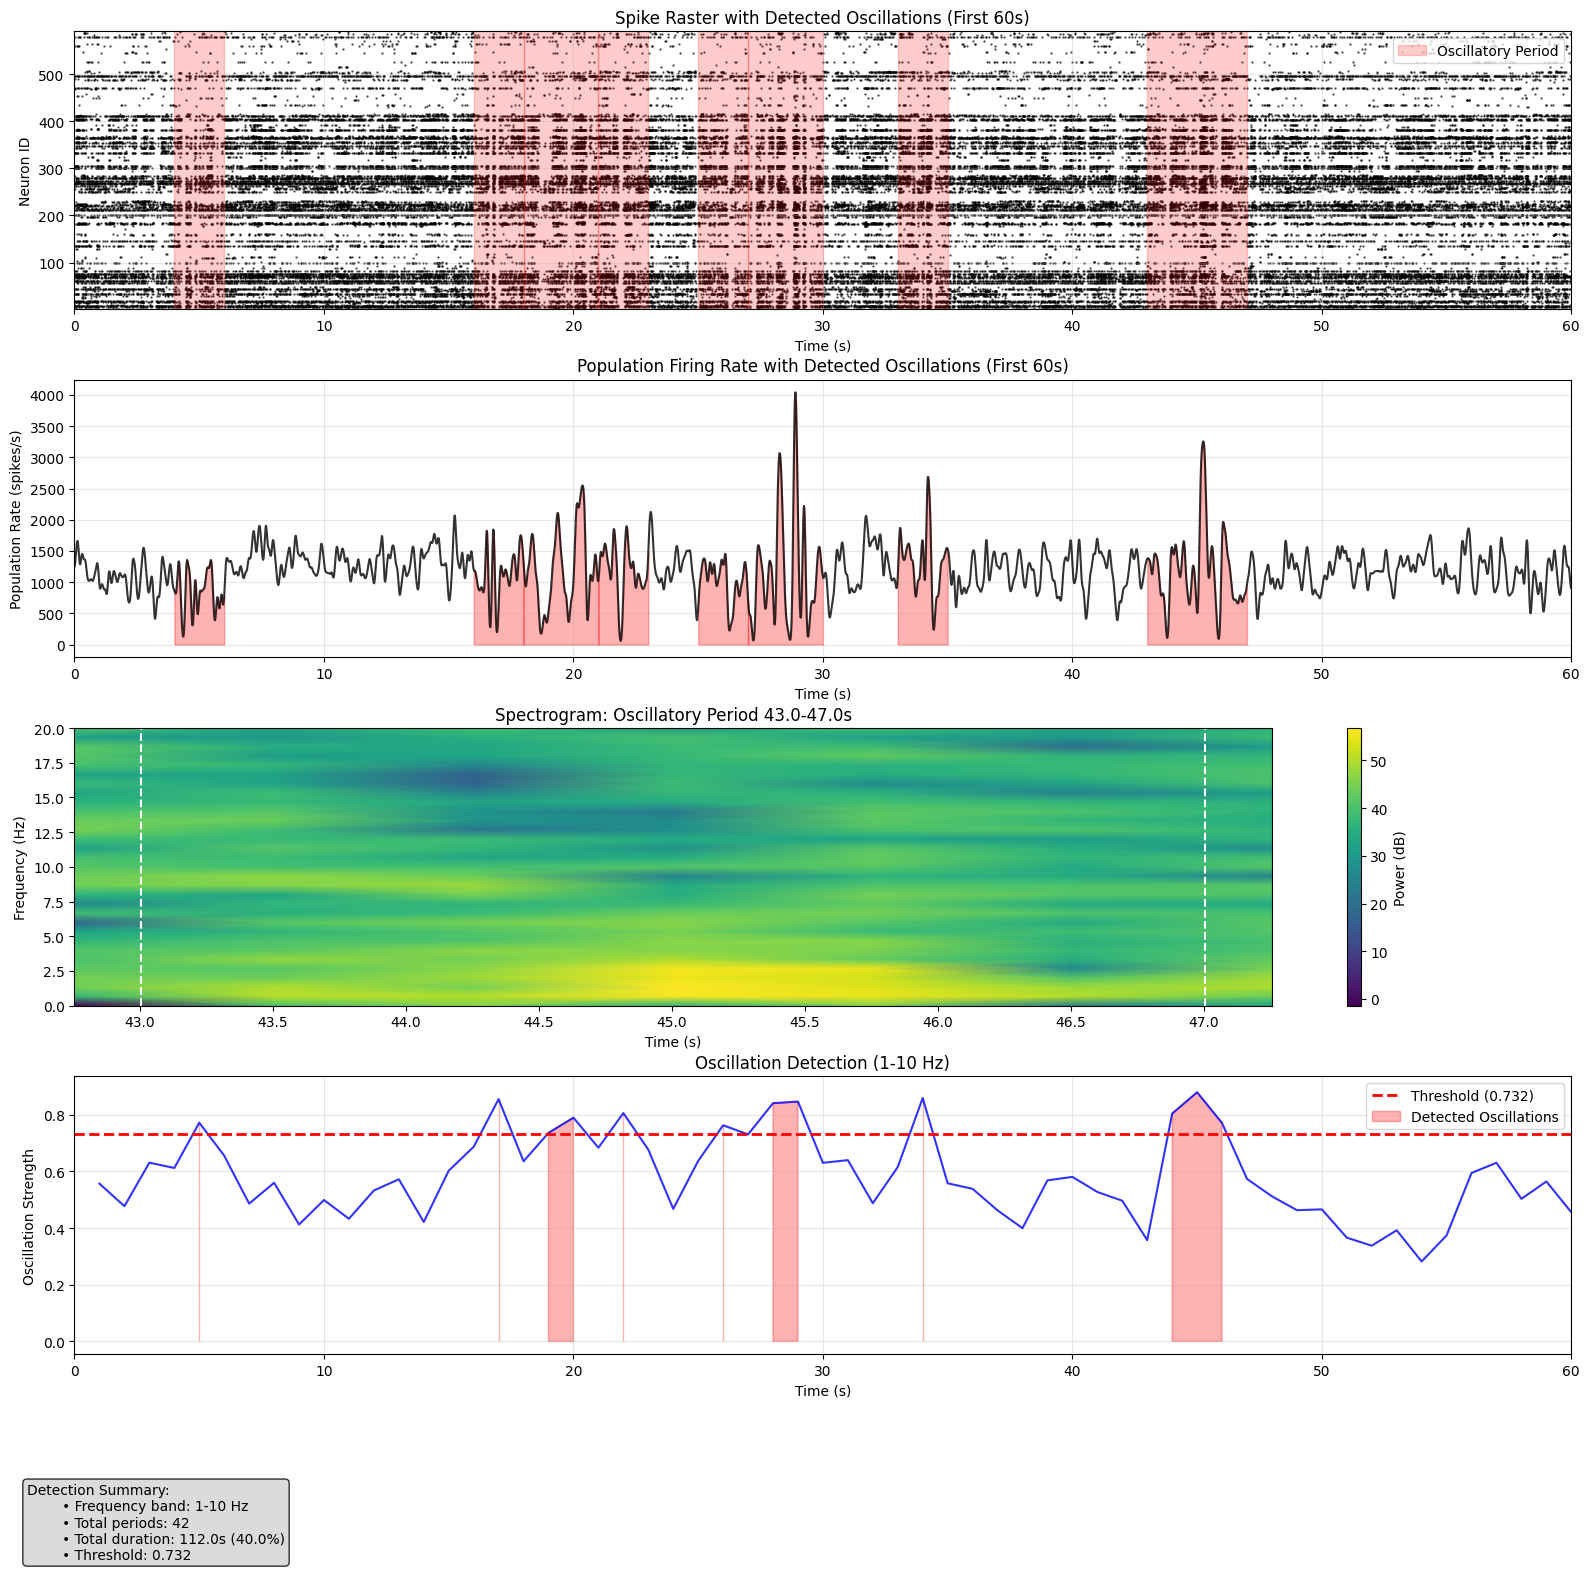 Spike Raster with Detected Oscillations (First 60s)
Neuron ID
500
400
300
200
100
Oscillatory Period
0 10 20 30 40 50 60
Time (s)
Population Firing Rate with Detected Oscillations (First 60s)
Population Rate (spikes/s)
4000
3500
3000
2500
2000
1500
1000
500
0
0 10 20 30 40 50 60
Time (s)
Spectrogram: Oscillatory Period 43.0-47.0s
Frequency (Hz)
20.0
17.5
15.0
12.5
10.0
7.5
5.0
2.5
0.0
43.0 43.5 44.0 44.5 45.0 45.5 46.0 46.5 47.0
Time (s)
50
40
30
20
10
0
Power (dB)
Oscillation Detection (1-10 Hz)
Oscillation Strength
0.8
0.6
0.4
0.2
0.0
Threshold (0.732)
Detected Oscillations
0 10 20 30 40 50 60
Time (s)
Detection Summary:
• Frequency band: 1-10 Hz
• Total periods: 42
• Total duration: 112.0s (40.0%)
• Threshold: 0.732